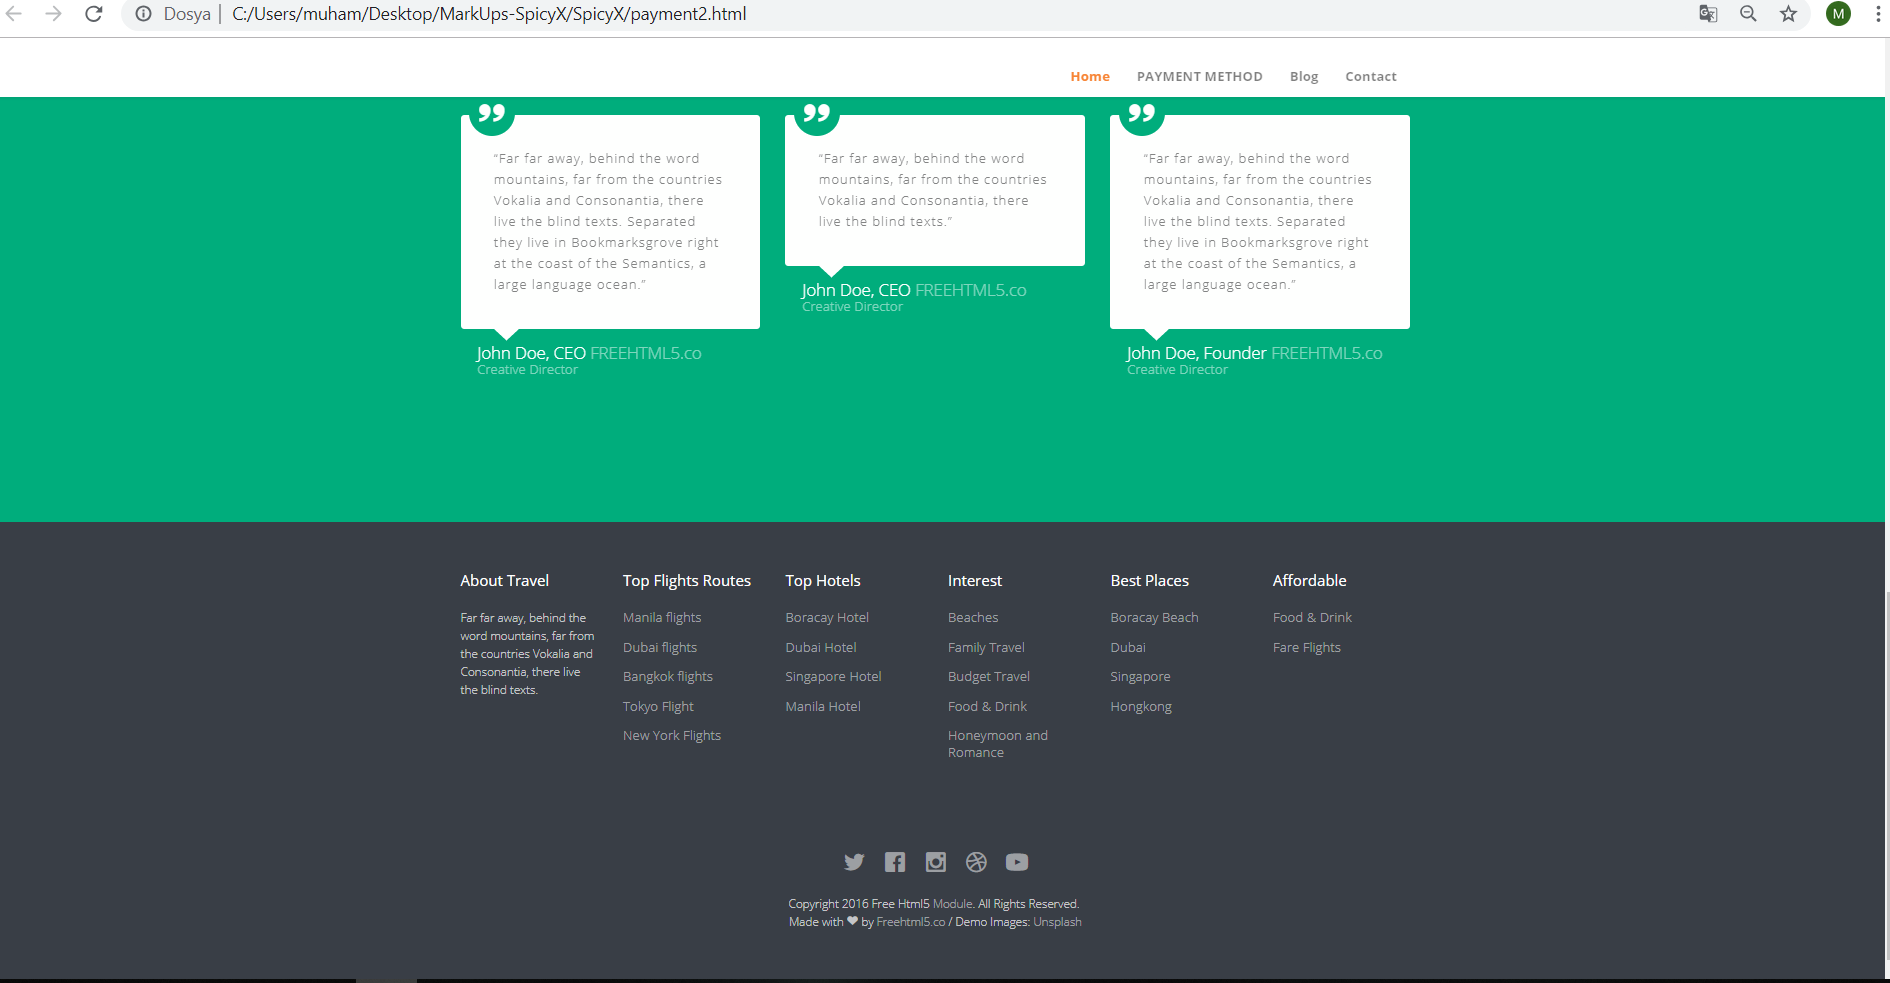 Dosya | C:/Users/muham/Desktop/MarkUps-SpicyX/SpicyX/payment2.html
M
Home PAYMENT METHOD Blog Contact
“Far far away, behind the word
mountains, far from the countries
Vokalia and Consonantia, there
live the blind texts. Separated
they live in Bookmarksgrove right
at the coast of the Semantics, a
large language ocean.”
John Doe, CEO FREEHTML5.co
Creative Director
“Far far away, behind the word
mountains, far from the countries
Vokalia and Consonantia, there
live the blind texts.”
John Doe, CEO FREEHTML5.co
Creative Director
“Far far away, behind the word
mountains, far from the countries
Vokalia and Consonantia, there
live the blind texts. Separated
they live in Bookmarksgrove right
at the coast of the Semantics, a
large language ocean.”
John Doe, Founder FREEHTML5.co
Creative Director
About Travel
Far far away, behind the
word mountains, far from
the countries Vokalia and
Consonantia, there live
the blind texts.
Top Flights Routes
Manila flights
Dubai flights
Bangkok flights
Tokyo Flight
New York Flights
Top Hotels
Boracay Hotel
Dubai Hotel
Singapore Hotel
Manila Hotel
Interest
Beaches
Family Travel
Budget Travel
Food & Drink
Honeymoon and
Romance
Best Places
Boracay Beach
Dubai
Singapore
Hongkong
Affordable
Food & Drink
Fare Flights
Copyright 2016 Free Html5 Module. All Rights Reserved.
Made with ❤ by Freehtml5.co / Demo Images: Unsplash